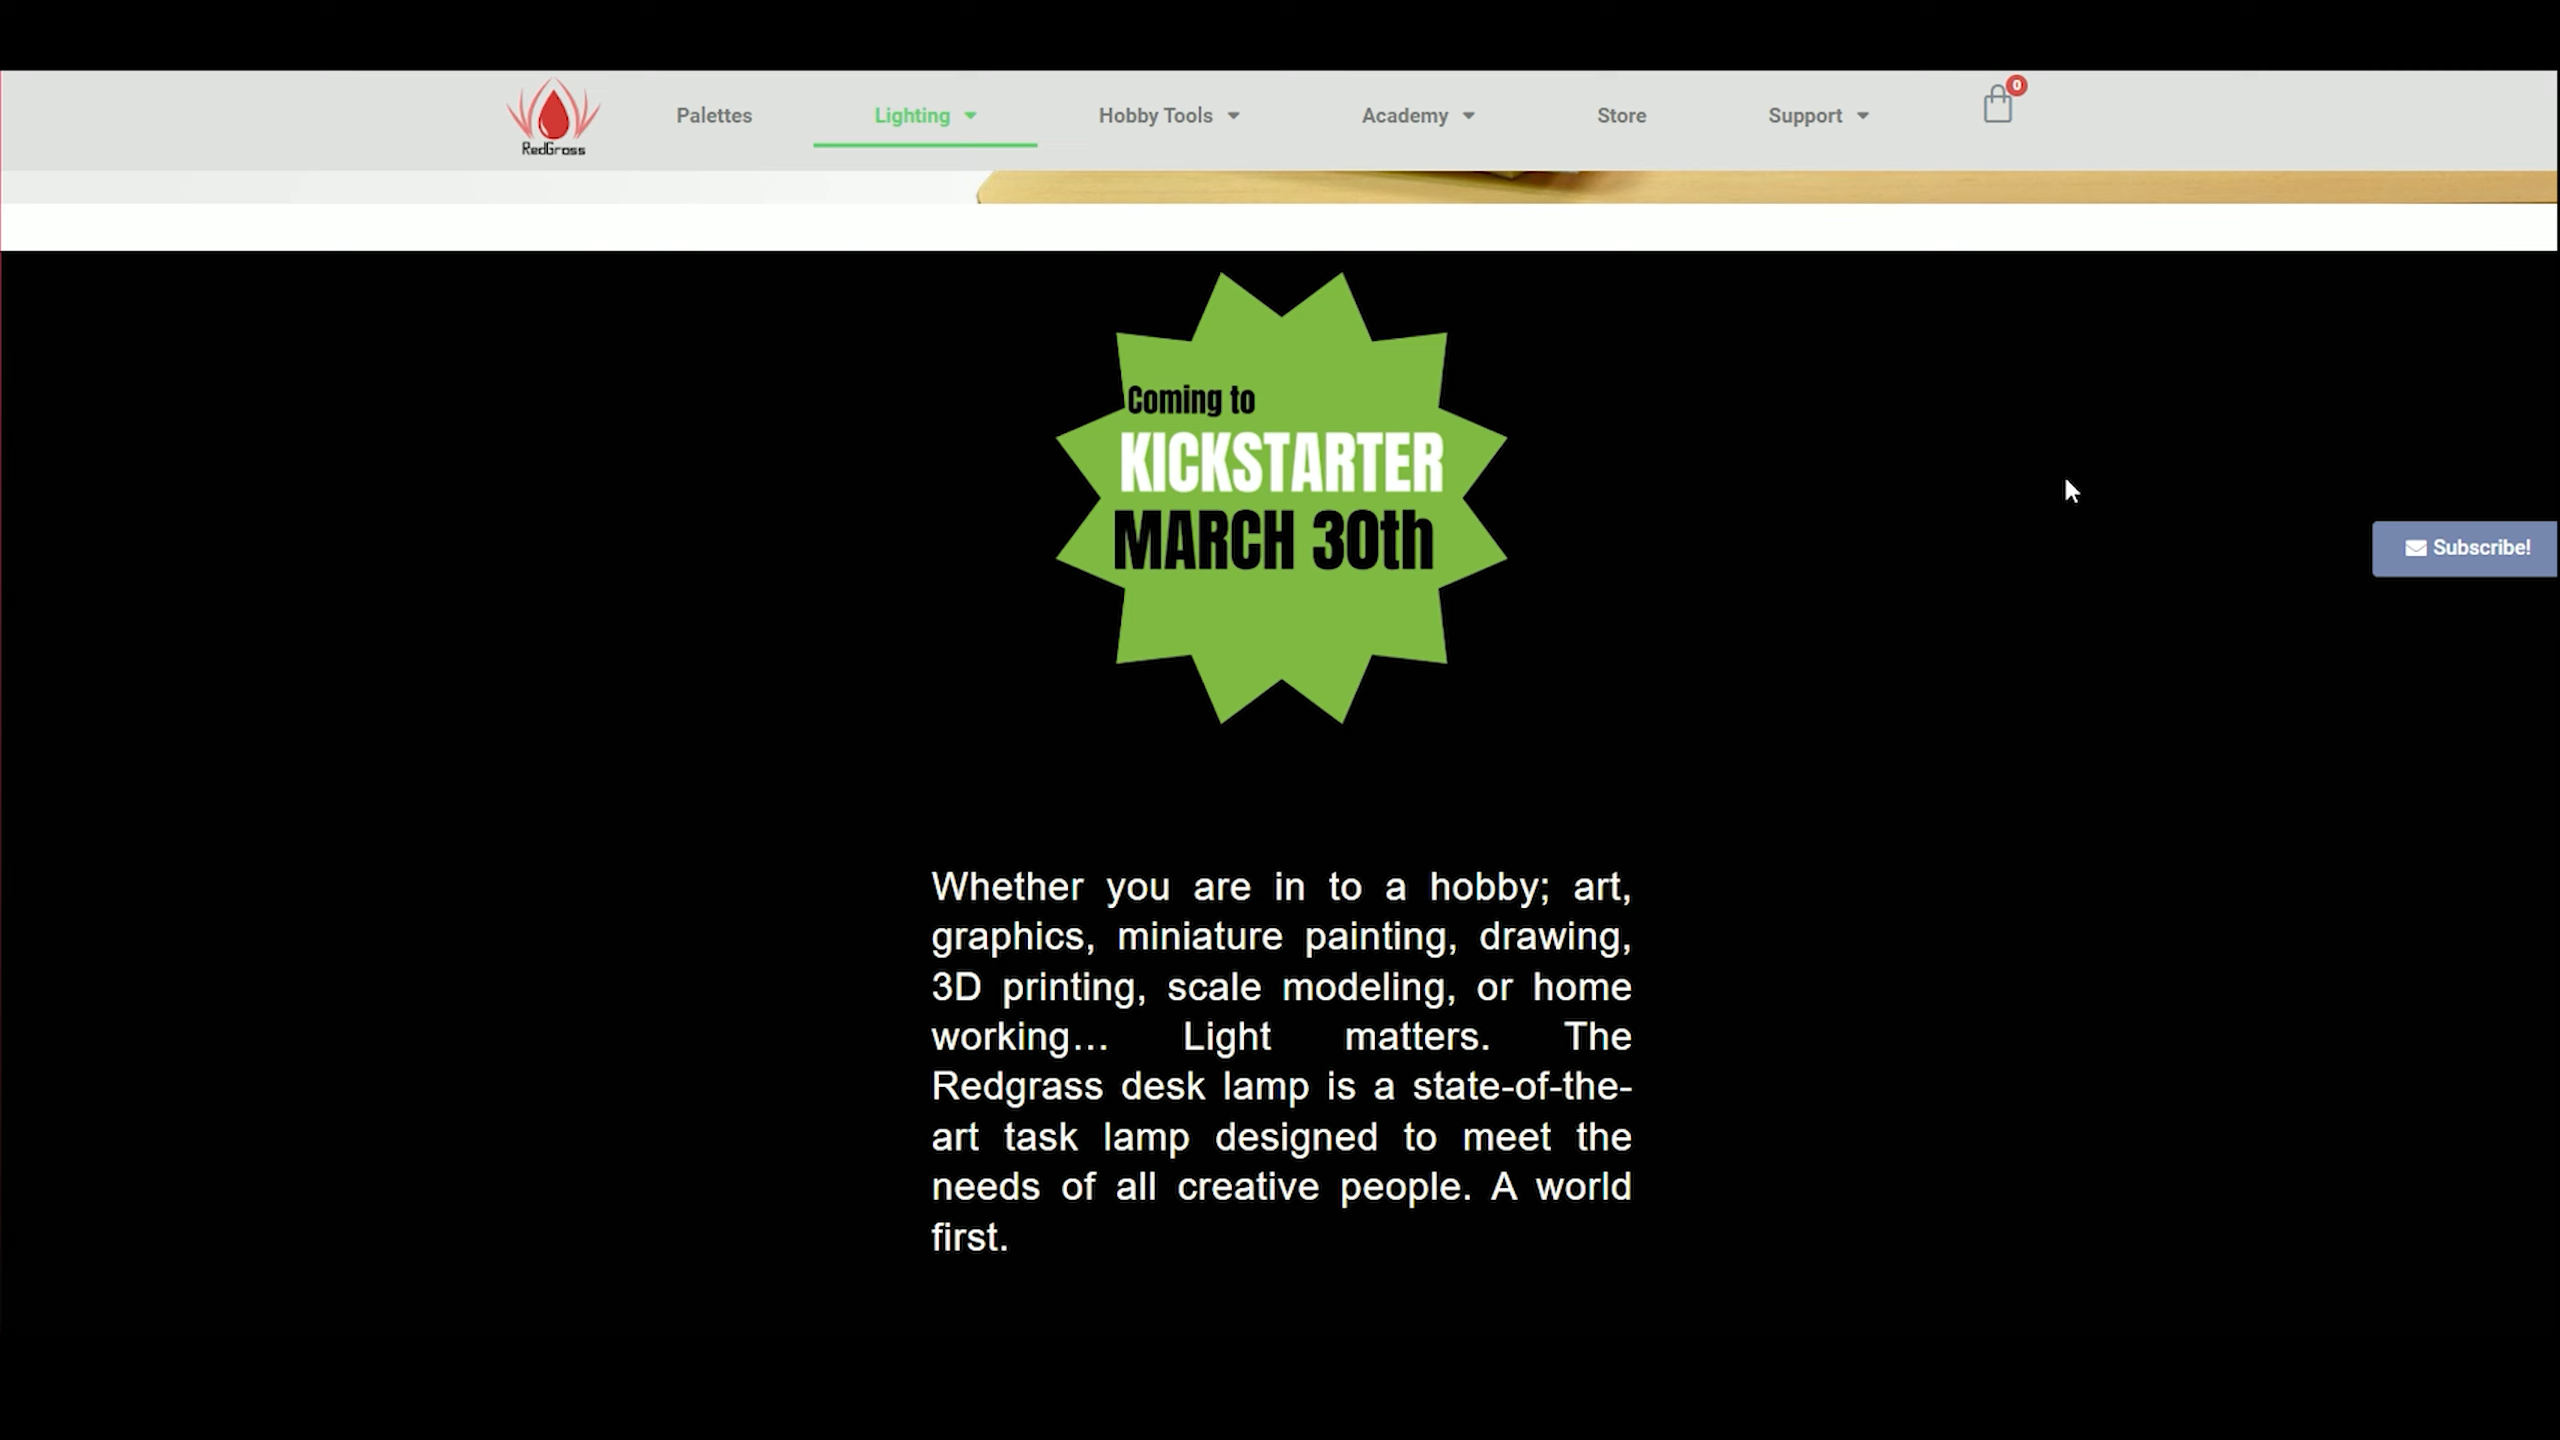 RedGrass
Palettes
Lighting
Hobby Tools
Academy
Store
Support
0
Coming to
KICKSTARTER
MARCH 30th
Subscribe!
Whether you are in to a hobby; art,
graphics, miniature painting, drawing,
3D printing, scale modeling, or home
working... Light matters. The
Redgrass desk lamp is a state-of-the-
art task lamp designed to meet the
needs of all creative people. A world
first.